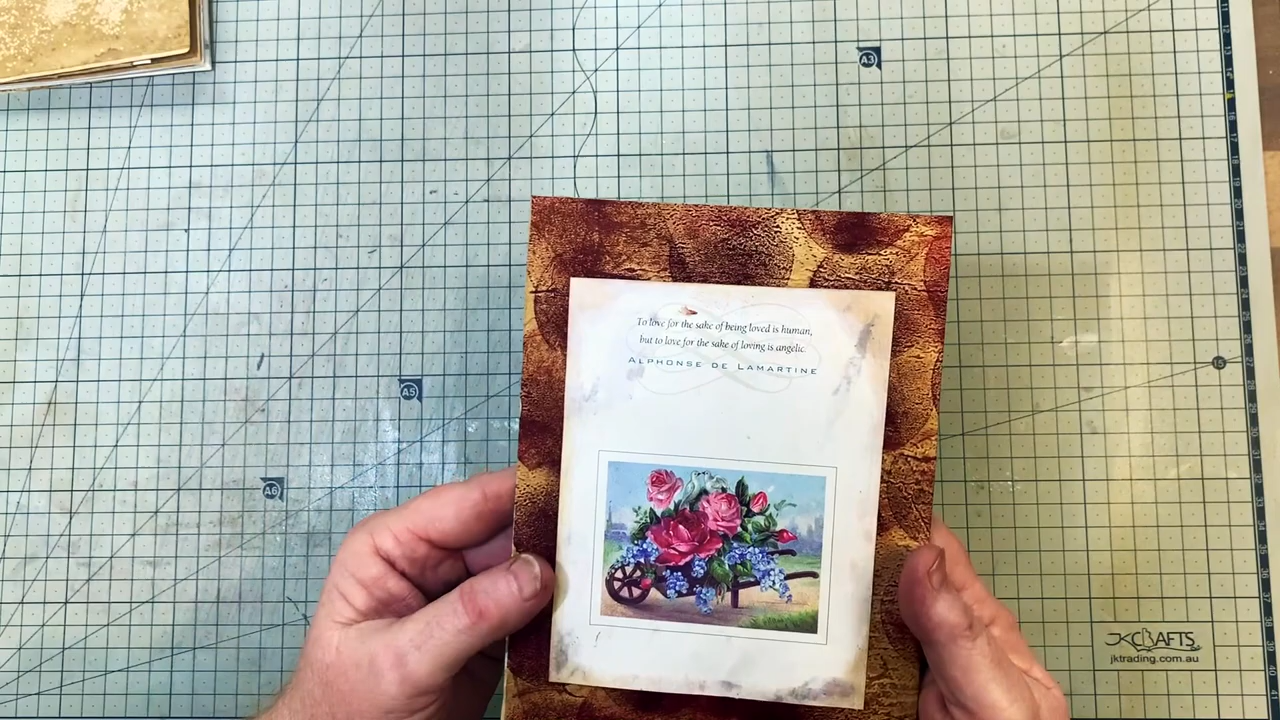 A3
To love for the sake of being loved is human,
but to love for the sake of loving is angelic.
ALPHONSE DE LAMARTINE
15
A5
A6
JKCRAFTS
jktrading.com.au